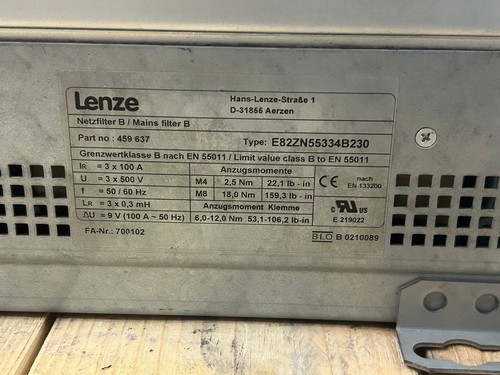 Lenze
Hans-Lenze-Straße 1
D-31855 Aerzen
Netzfilter B / Mains filter B
Part no : 459 637 Type: E82ZN55334B230
Grenzwertklasse B nach EN 55011 / Limit value class B to EN 55011
IR = 3 x 100 A Anzugsmomente
U = 3 x 500 V M4 2,5 Nm 22,1 lb - in
f = 50 / 60 Hz M8 18,0 Nm 159,3 lb - in
LR = 3 x 0,3 mH Anzugsmoment Klemme
ΔU = 9 V (100 A ~ 50 Hz) 6,0-12,0 Nm 53,1-106,2 lb-in
CE nach
EN 133200
c RU us
E 219022
FA-Nr.: 700102
BLO B 0210089